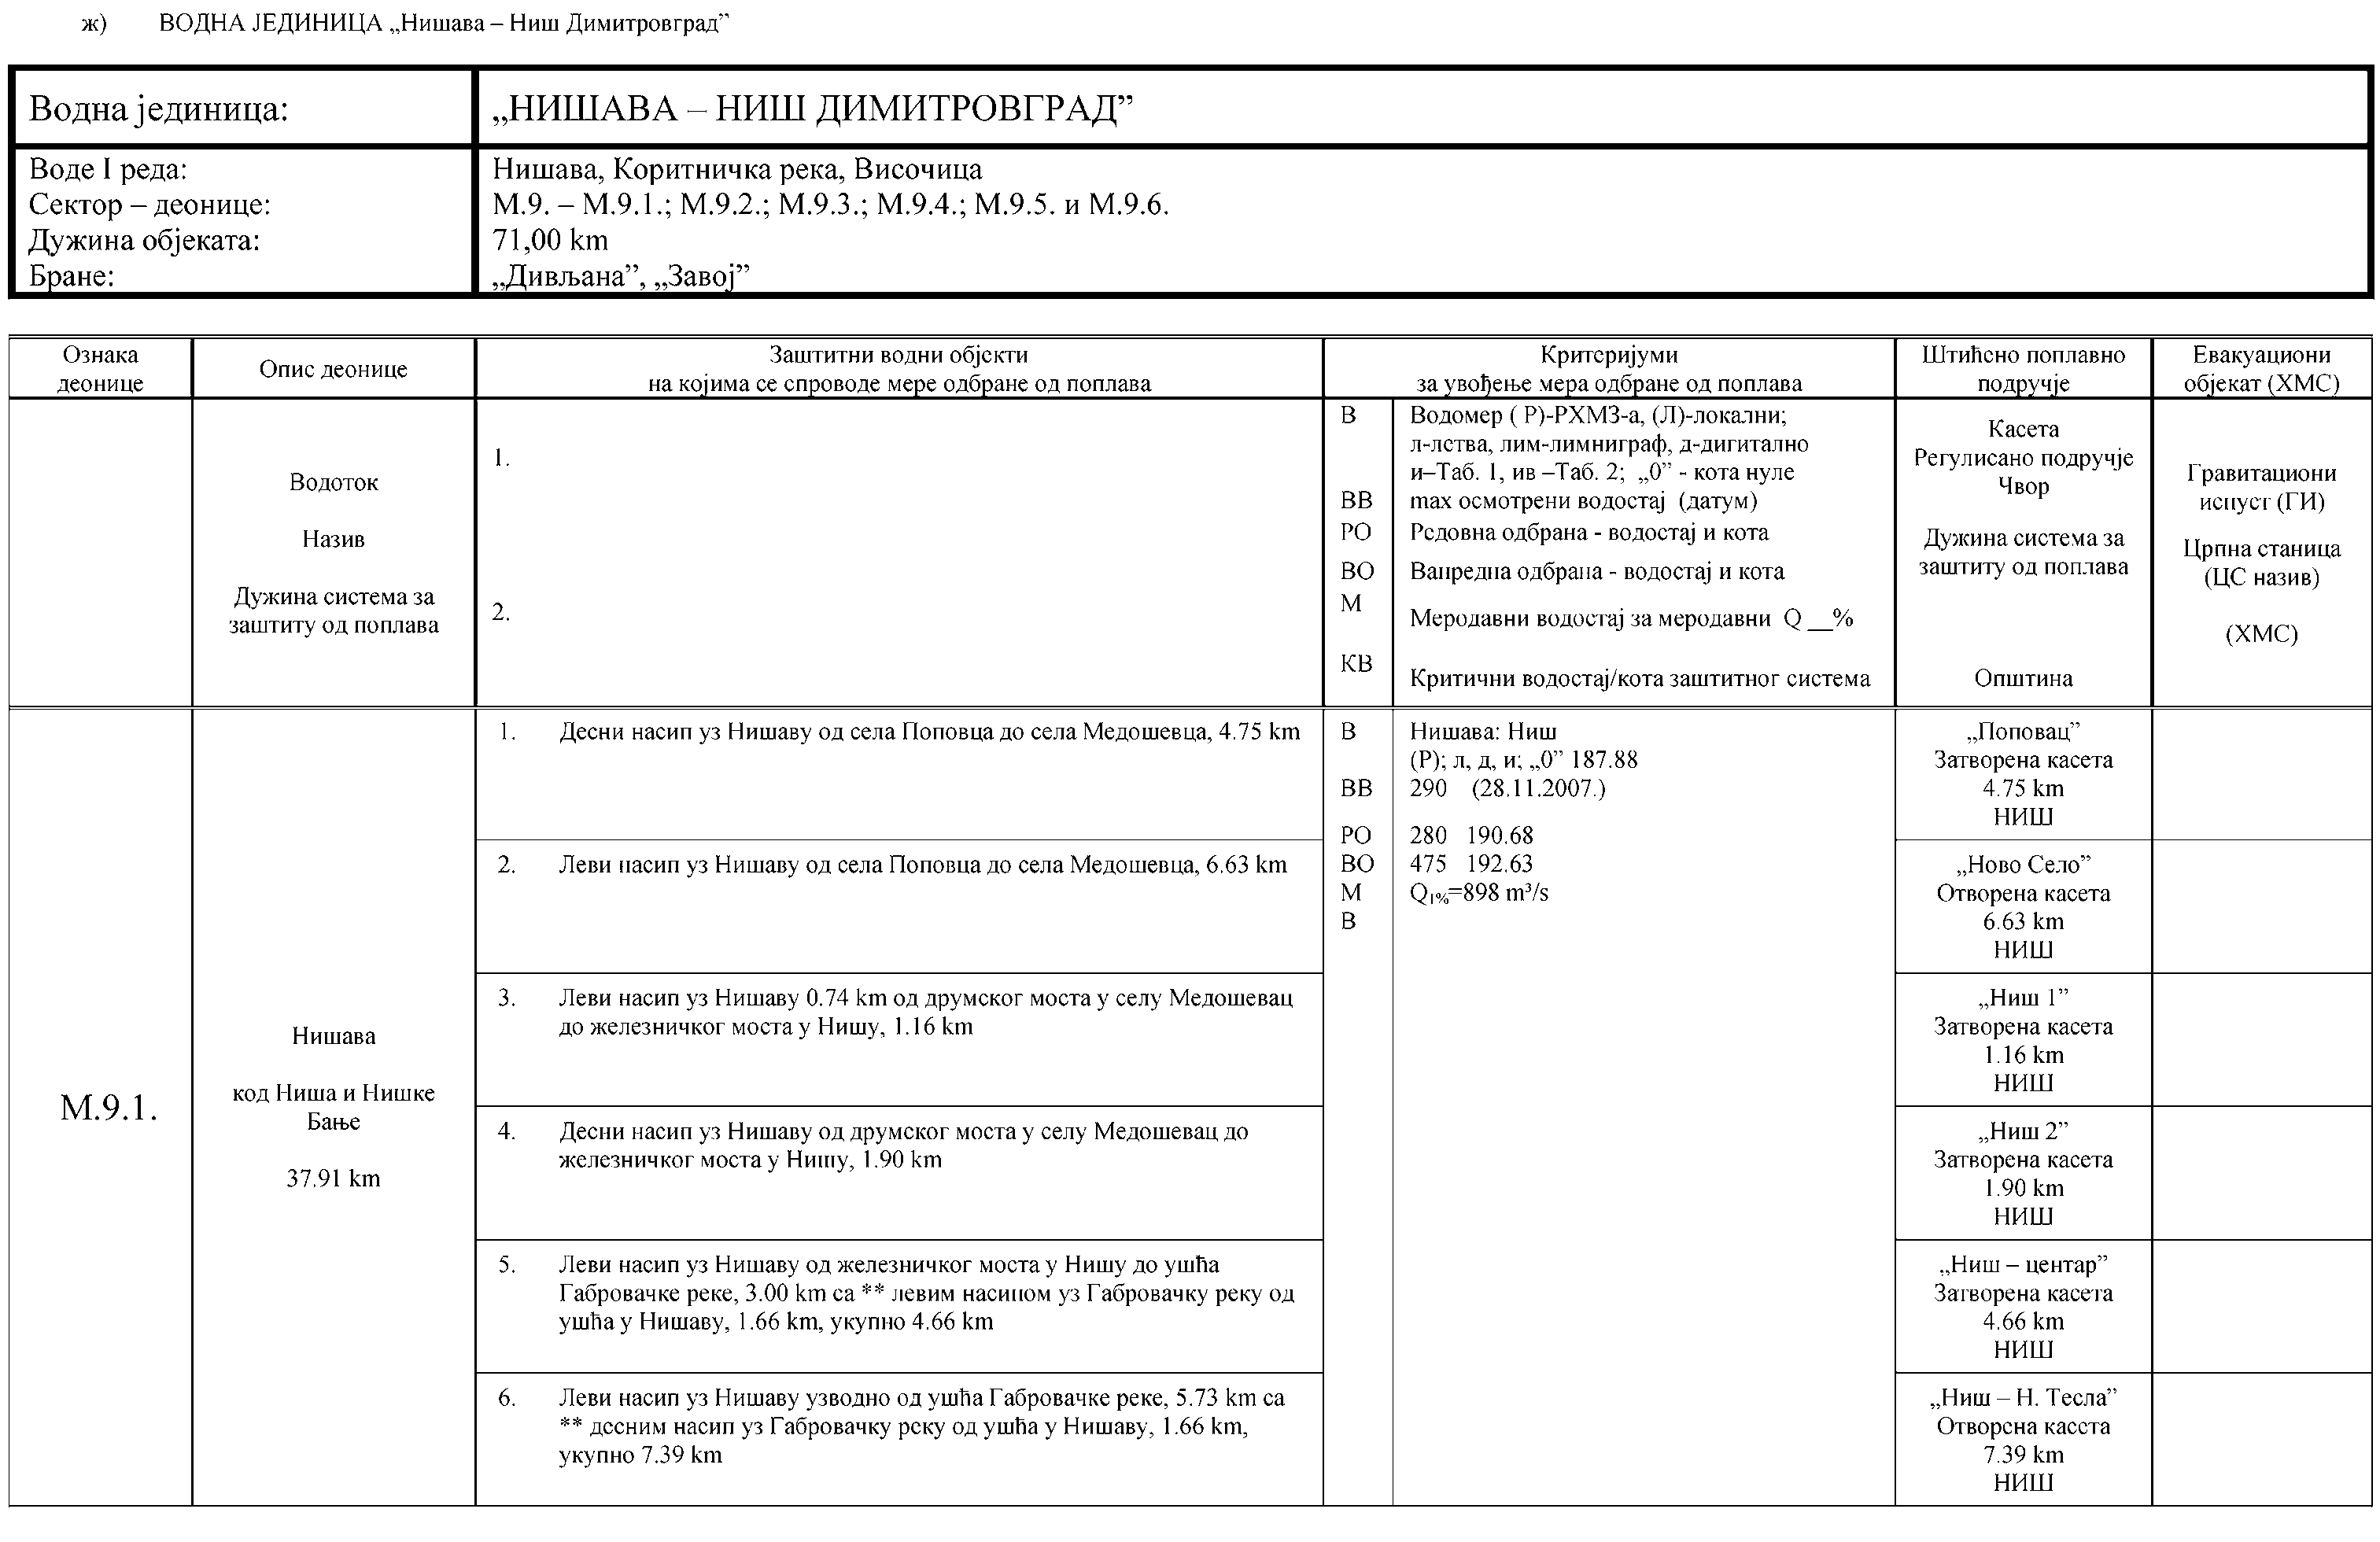 ж) ВОДНА ЈЕДИНИЦА „Нишава – Ниш Димитровград”
Водна јединица: „НИШАВА – НИШ ДИМИТРОВГРАД”
Воде I реда: Нишава, Коритничка река, Височица
Сектор – деонице: М.9. – М.9.1.; М.9.2.; М.9.3.; М.9.4.; М.9.5. и М.9.6.
Дужина објеката: 71,00 km
Бране: „Дивљана”, „Завој”
Ознака
деонице
Опис деонице
Заштитни водни објекти
на којима се спроводе мере одбране од поплава
Критеријуми
за увођење мера одбране од поплава
Штићено поплавно
подручје
Евакуациони
објекат (ХМС)
Водоток
Назив
Дужина система за
заштиту од поплава
1.
2.
В Водомер ( Р)-РХМЗ-а, (Л)-локални;
л-лства, лим-лимниграф, д-дигитално
и–Таб. 1, ив –Таб. 2; „0” - кота нуле
ВВ max осмотрени водостај (датум)
РО Редовна одбрана - водостај и кота
ВО Ванредна одбрана - водостај и кота
М Меродавни водостај за меродавни Q __%
КВ Критични водостај/кота заштитног система
Касета
Регулисано подручје
Чвор
Дужина система за
заштиту од поплава
Општина
Гравитациони
испуст (ГИ)
Црпна станица
(ЦС назив)
(ХМС)
М.9.1.
Нишава
код Ниша и Нишке
Бање
37.91 km
1. Десни насип уз Нишаву од села Поповца до села Медошевца, 4.75 km
2. Леви насип уз Нишаву од села Поповца до села Медошевца, 6.63 km
3. Леви насип уз Нишаву 0.74 km од друмског моста у селу Медошевац
до железничког моста у Нишу, 1.16 km
4. Десни насип уз Нишаву од друмског моста у селу Медошевац до
железничког моста у Нишу, 1.90 km
5. Леви насип уз Нишаву од железничког моста у Нишу до ушћа
Габровачке реке, 3.00 km са ** левим насипом уз Габровачку реку од
ушћа у Нишаву, 1.66 km, укупно 4.66 km
6. Леви насип уз Нишаву узводно од ушћа Габровачке реке, 5.73 km са
** десним насип уз Габровачку реку од ушћа у Нишаву, 1.66 km,
укупно 7.39 km
В Нишава: Ниш
(Р); л, д, и; „0” 187.88
ВВ 290 (28.11.2007.)
РО 280 190.68
ВО 475 192.63
М Q₁%=898 m³/s
В
„Поповац”
Затворена касета
4.75 km
НИШ
„Ново Село”
Отворена касета
6.63 km
НИШ
„Ниш 1”
Затворена касета
1.16 km
НИШ
„Ниш 2”
Затворена касета
1.90 km
НИШ
„Ниш – центар”
Затворена касета
4.66 km
НИШ
„Ниш – Н. Тесла”
Отворена касета
7.39 km
НИШ